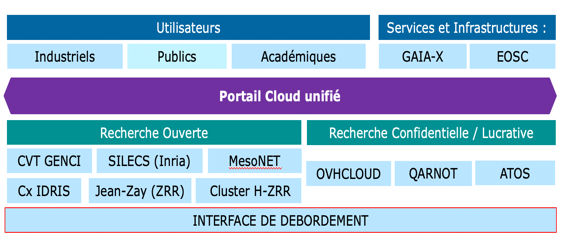 Utilisateurs
Services et Infrastructures :
Industriels
Publics
Académiques
GAIA-X
EOSC
Portail Cloud unifié
Recherche Ouverte
Recherche Confidentielle / Lucrative
CVT GENCI
SILECS (Inria)
MesoNET
OVHCLOUD
QARNOT
ATOS
Cx IDRIS
Jean-Zay (ZRR)
Cluster H-ZRR
INTERFACE DE DEBORDEMENT